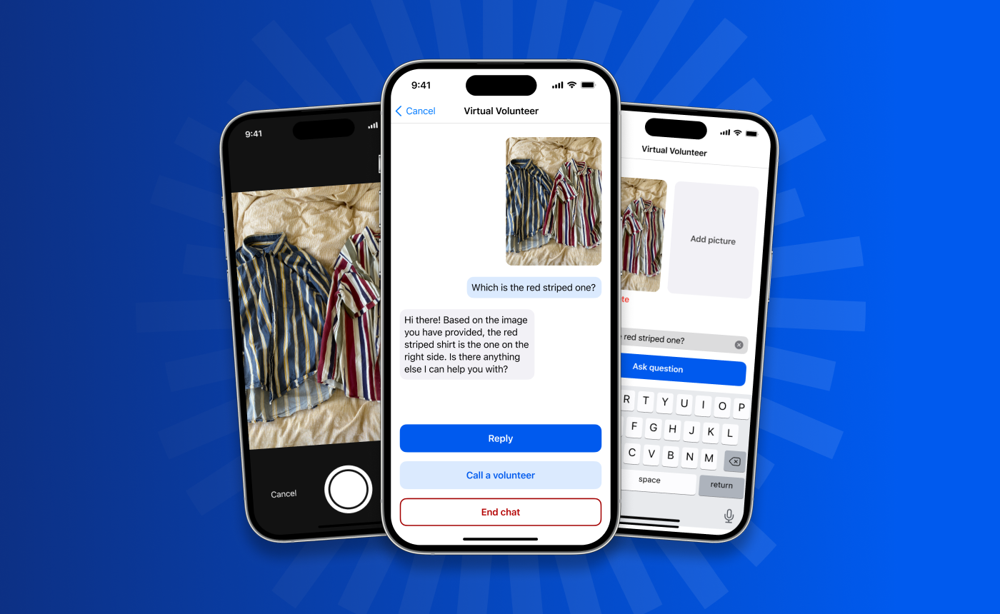 9:41
Cancel
9:41
Cancel
Virtual Volunteer
Which is the red striped one?
Hi there! Based on the image
you have provided, the red
striped shirt is the one on the
right side. Is there anything
else I can help you with?
Reply
Call a volunteer
End chat
Virtual Volunteer
Add picture
te
red striped one?
Ask question
R T Y U I O P
F G H J K L
C V B N M
space
return